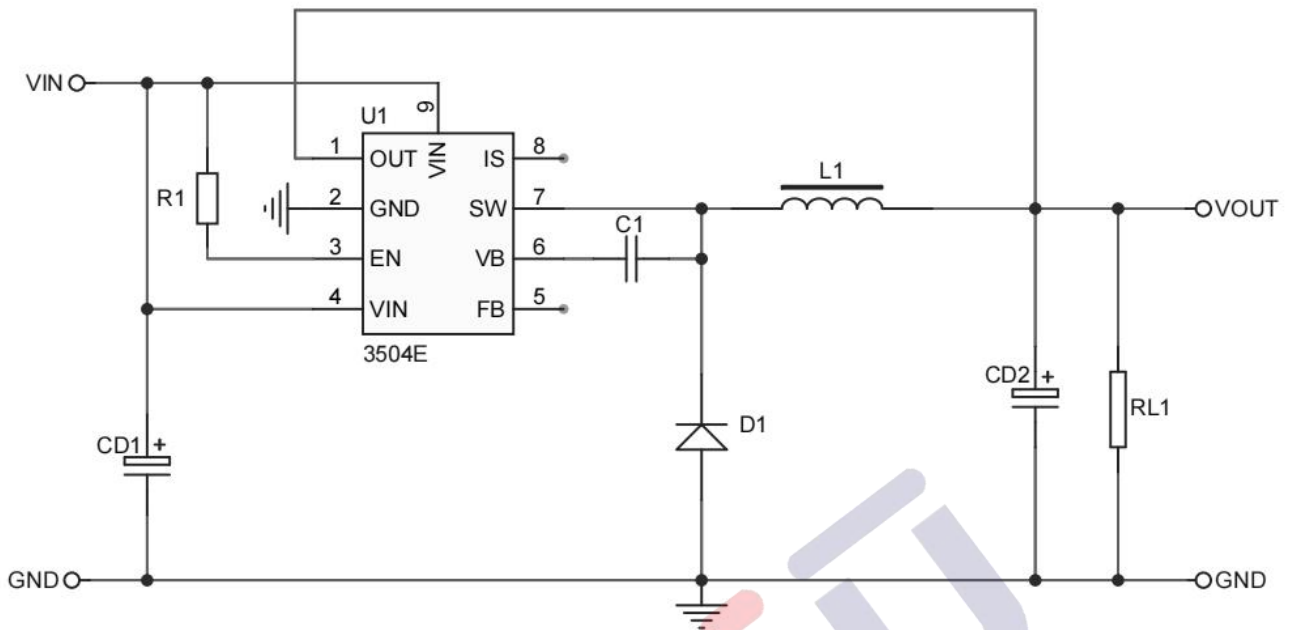 VIN
U1
9
1 OUT VIN IS 8
R1
2 GND SW 7
L1
VOUT
C1
3 EN VB 6
4 VIN FB 5
3504E
CD1 +
D1
CD2 +
RL1
GND
GND